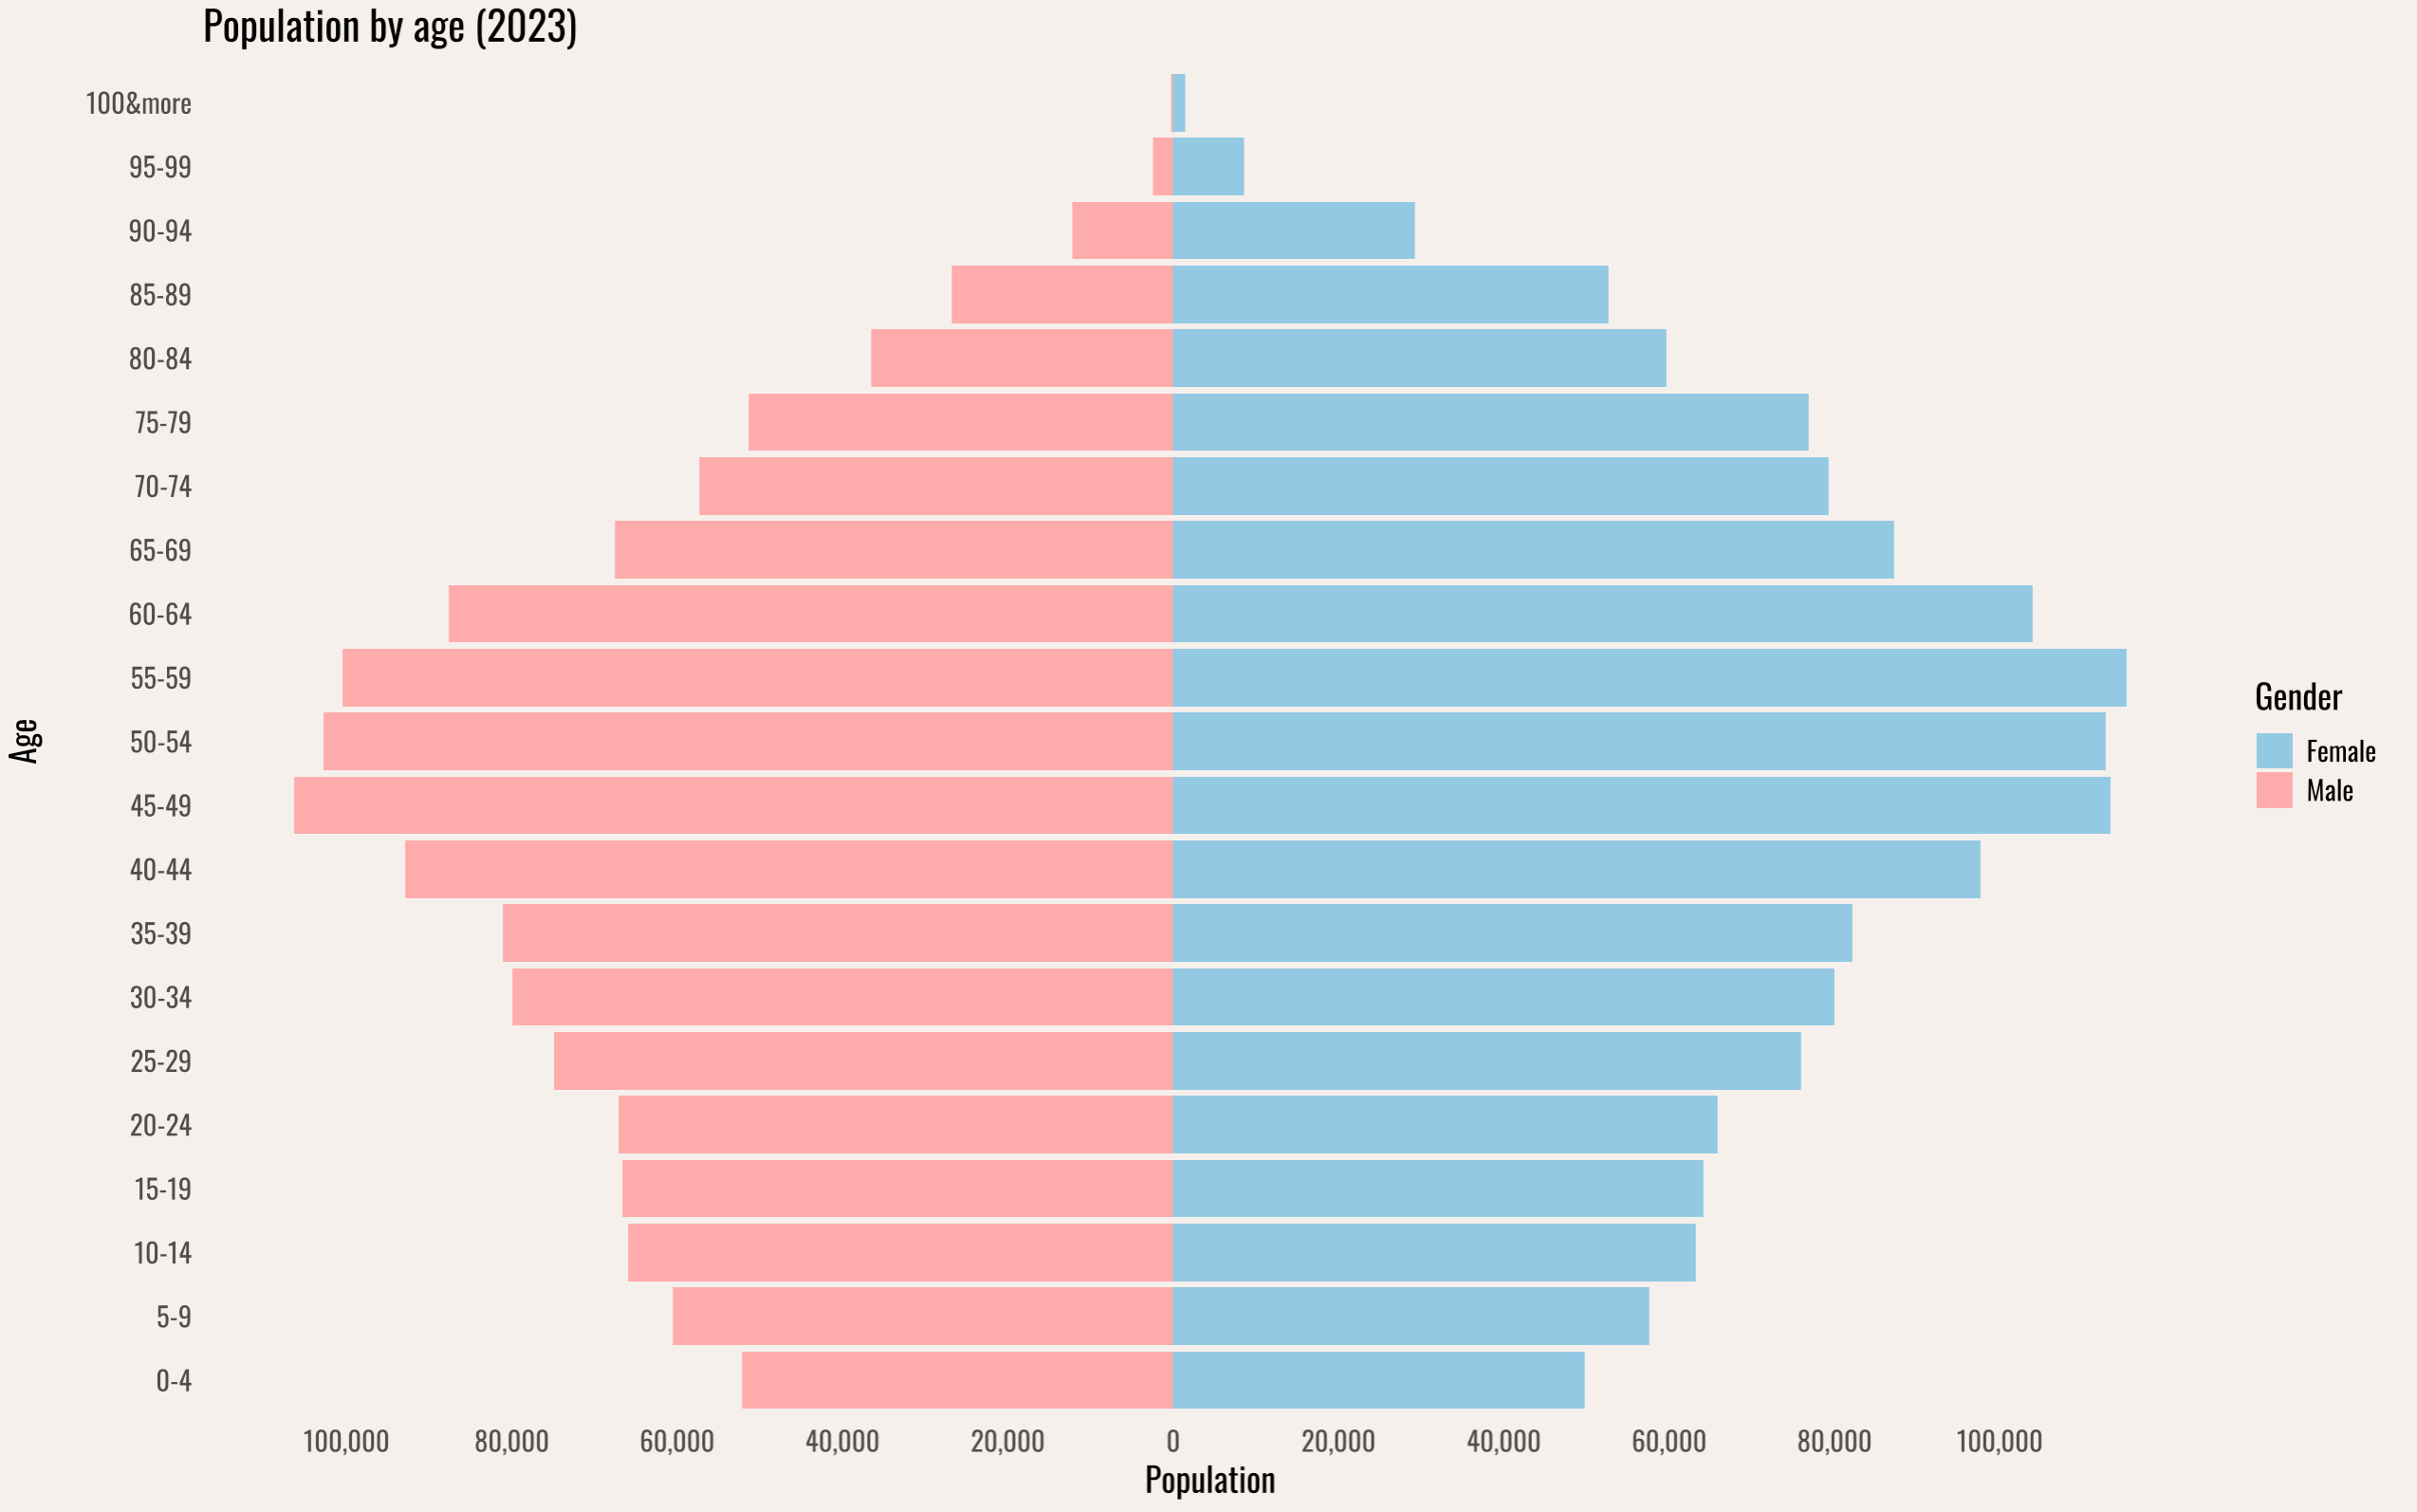 Population by age (2023)
100&more
95-99
90-94
85-89
80-84
75-79
70-74
65-69
60-64
55-59
50-54
45-49
40-44
35-39
30-34
25-29
20-24
15-19
10-14
5-9
0-4
Age
100,000 80,000 60,000 40,000 20,000 0 20,000 40,000 60,000 80,000 100,000
Population
Gender
Female
Male